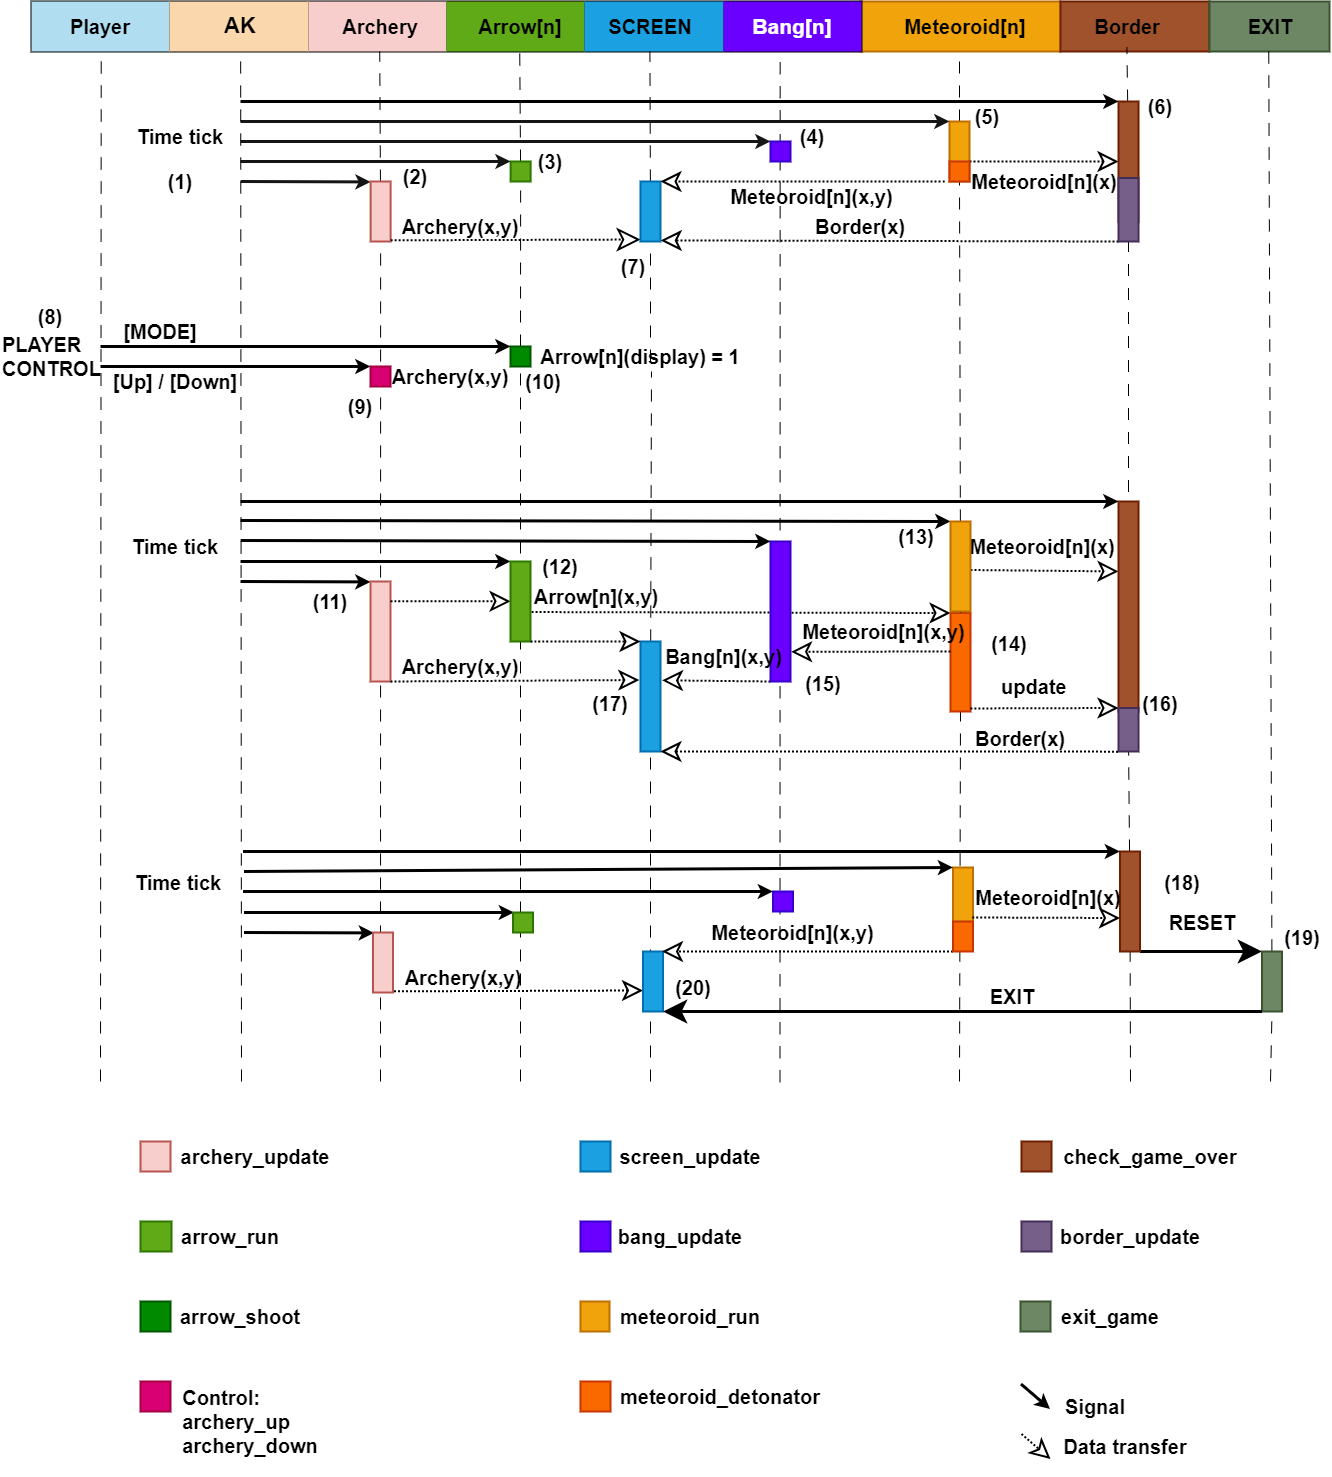 Player AK Archery Arrow[n] SCREEN Bang[n] Meteoroid[n] Border EXIT
(6)
(5)
Time tick (4)
(3)
(1) (2) Meteoroid[n](x)
Meteoroid[n](x,y)
Archery(x,y) Border(x)
(7)
(8)
[MODE]
PLAYER
CONTROL
Arrow[n](display) = 1
[Up] / [Down] Archery(x,y) (10)
(9)
Time tick (13) Meteoroid[n](x)
(12)
(11) Arrow[n](x,y)
Meteoroid[n](x,y) (14)
Archery(x,y) Bang[n](x,y)
(15) update
(17) (16)
Border(x)
Time tick (18)
Meteoroid[n](x)
RESET
Meteoroid[n](x,y) (19)
Archery(x,y) (20)
EXIT
archery_update screen_update check_game_over
arrow_run bang_update border_update
arrow_shoot meteoroid_run exit_game
Control:
archery_up
archery_down
meteoroid_detonator
Signal
Data transfer